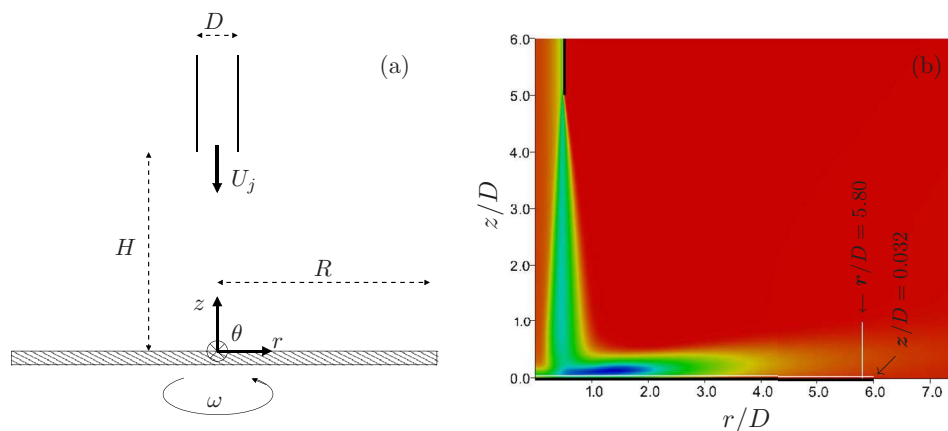 D
(a)
U_j
H
R
z
θ
r
ω
(b)
6.0
5.0
4.0
3.0
2.0
1.0
0.0
z/D
1.0
2.0
3.0
4.0
5.0
6.0
7.0
r/D
r/D = 5.80
z/D = 0.032